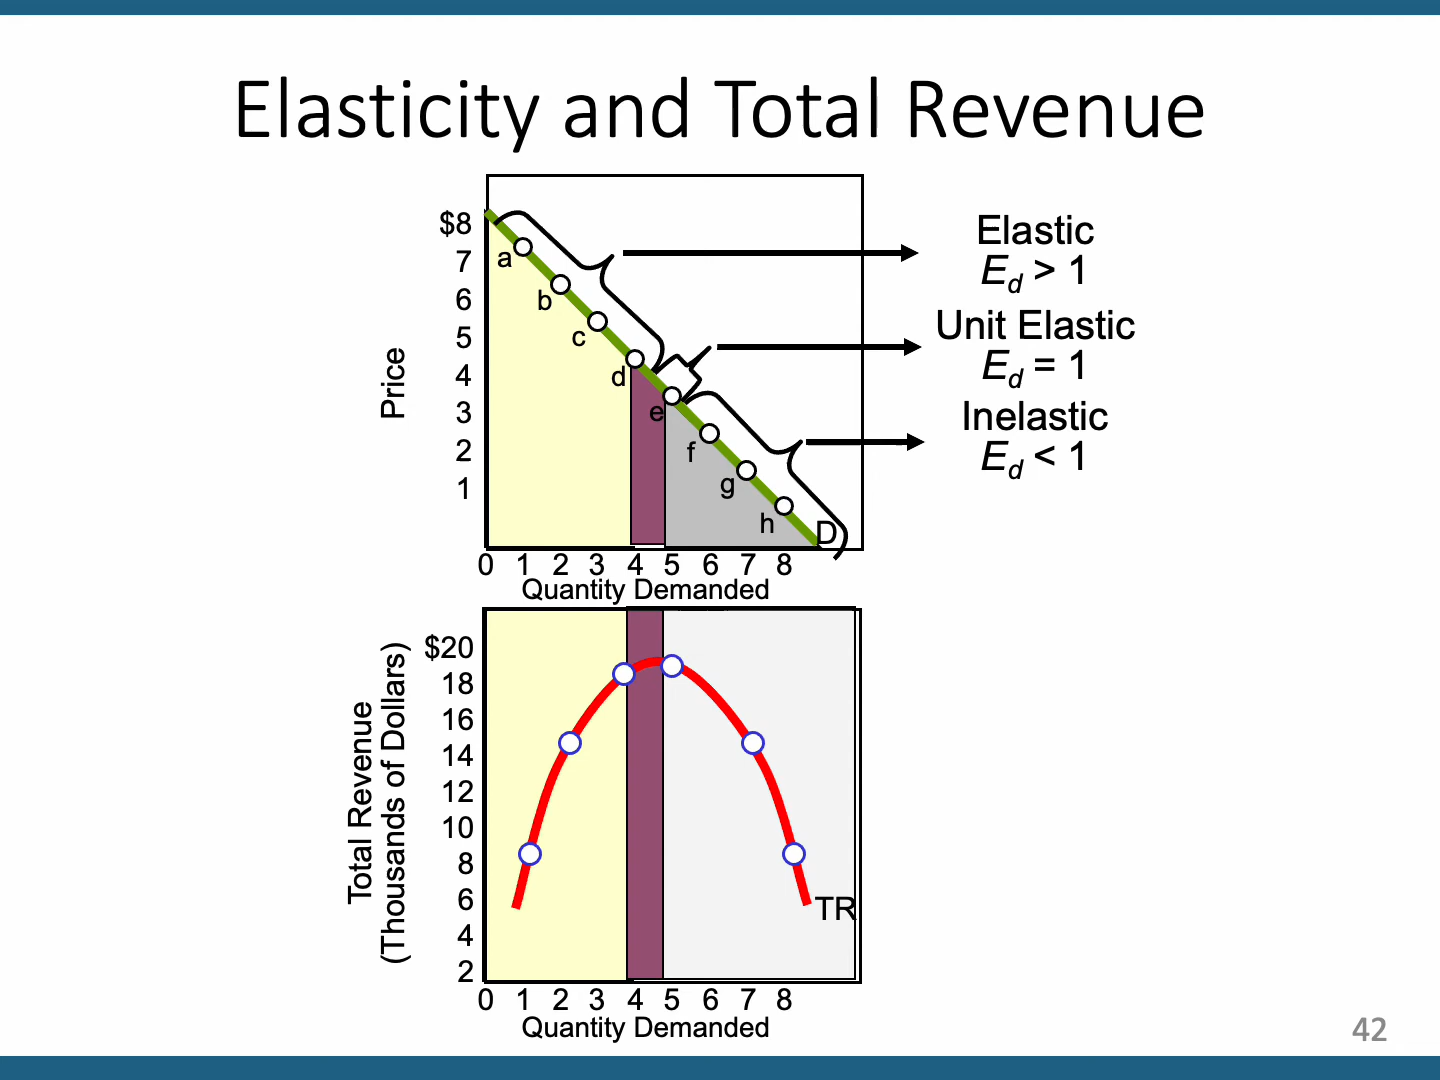 Elasticity and Total Revenue
Price
$8
7
6
5
4
3
2
1
a
b
c
d
e
f
g
h
D
0 1 2 3 4 5 6 7 8
Quantity Demanded
Elastic
Ed > 1
Unit Elastic
Ed = 1
Inelastic
Ed < 1
Total Revenue
(Thousands of Dollars)
$20
18
16
14
12
10
8
6
4
2
TR
0 1 2 3 4 5 6 7 8
Quantity Demanded
42